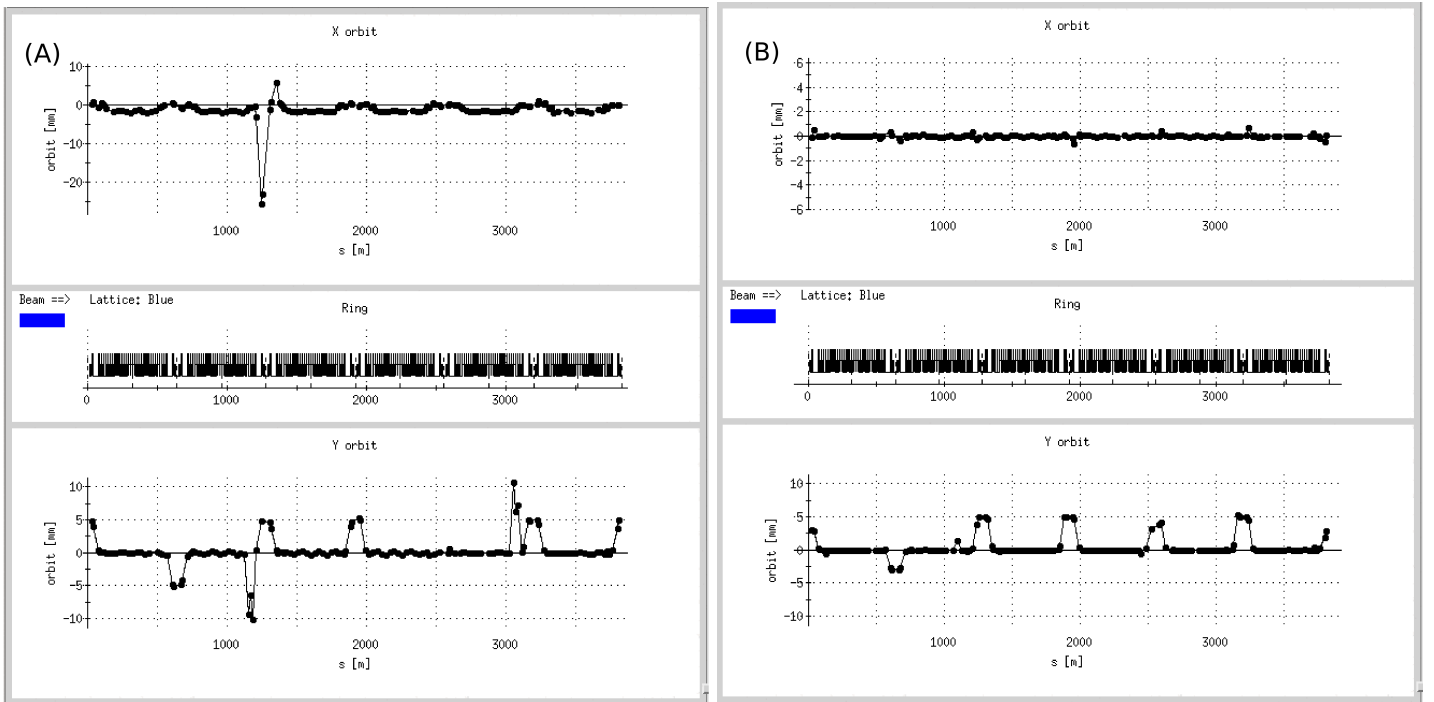 (A)
X orbit
orbit [mm]
10
0
-10
-20
1000 2000 3000
s [m]
Beam ==> Lattice: Blue
Ring
0 1000 2000 3000
Y orbit
orbit [mm]
10
5
0
-5
-10
1000 2000 3000
s [m]
(B)
X orbit
orbit [mm]
6
4
2
0
-2
-4
-6
1000 2000 3000
s [m]
Beam ==> Lattice: Blue
Ring
0 1000 2000 3000
Y orbit
orbit [mm]
10
5
0
-5
-10
1000 2000 3000
s [m]